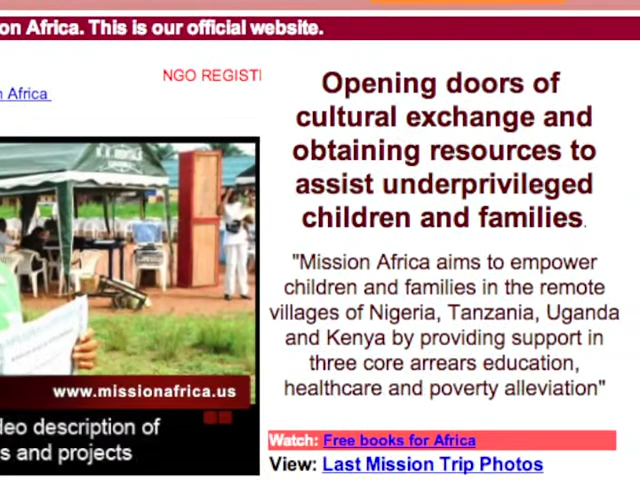 on Africa. This is our official website.
NGO REGISTI
n Africa
Opening doors of
cultural exchange and
obtaining resources to
assist underprivileged
children and families.
"Mission Africa aims to empower
children and families in the remote
villages of Nigeria, Tanzania, Uganda
and Kenya by providing support in
three core arrears education,
healthcare and poverty alleviation"
www.missionafrica.us
deo description of
s and projects
Watch: Free books for Africa
View: Last Mission Trip Photos